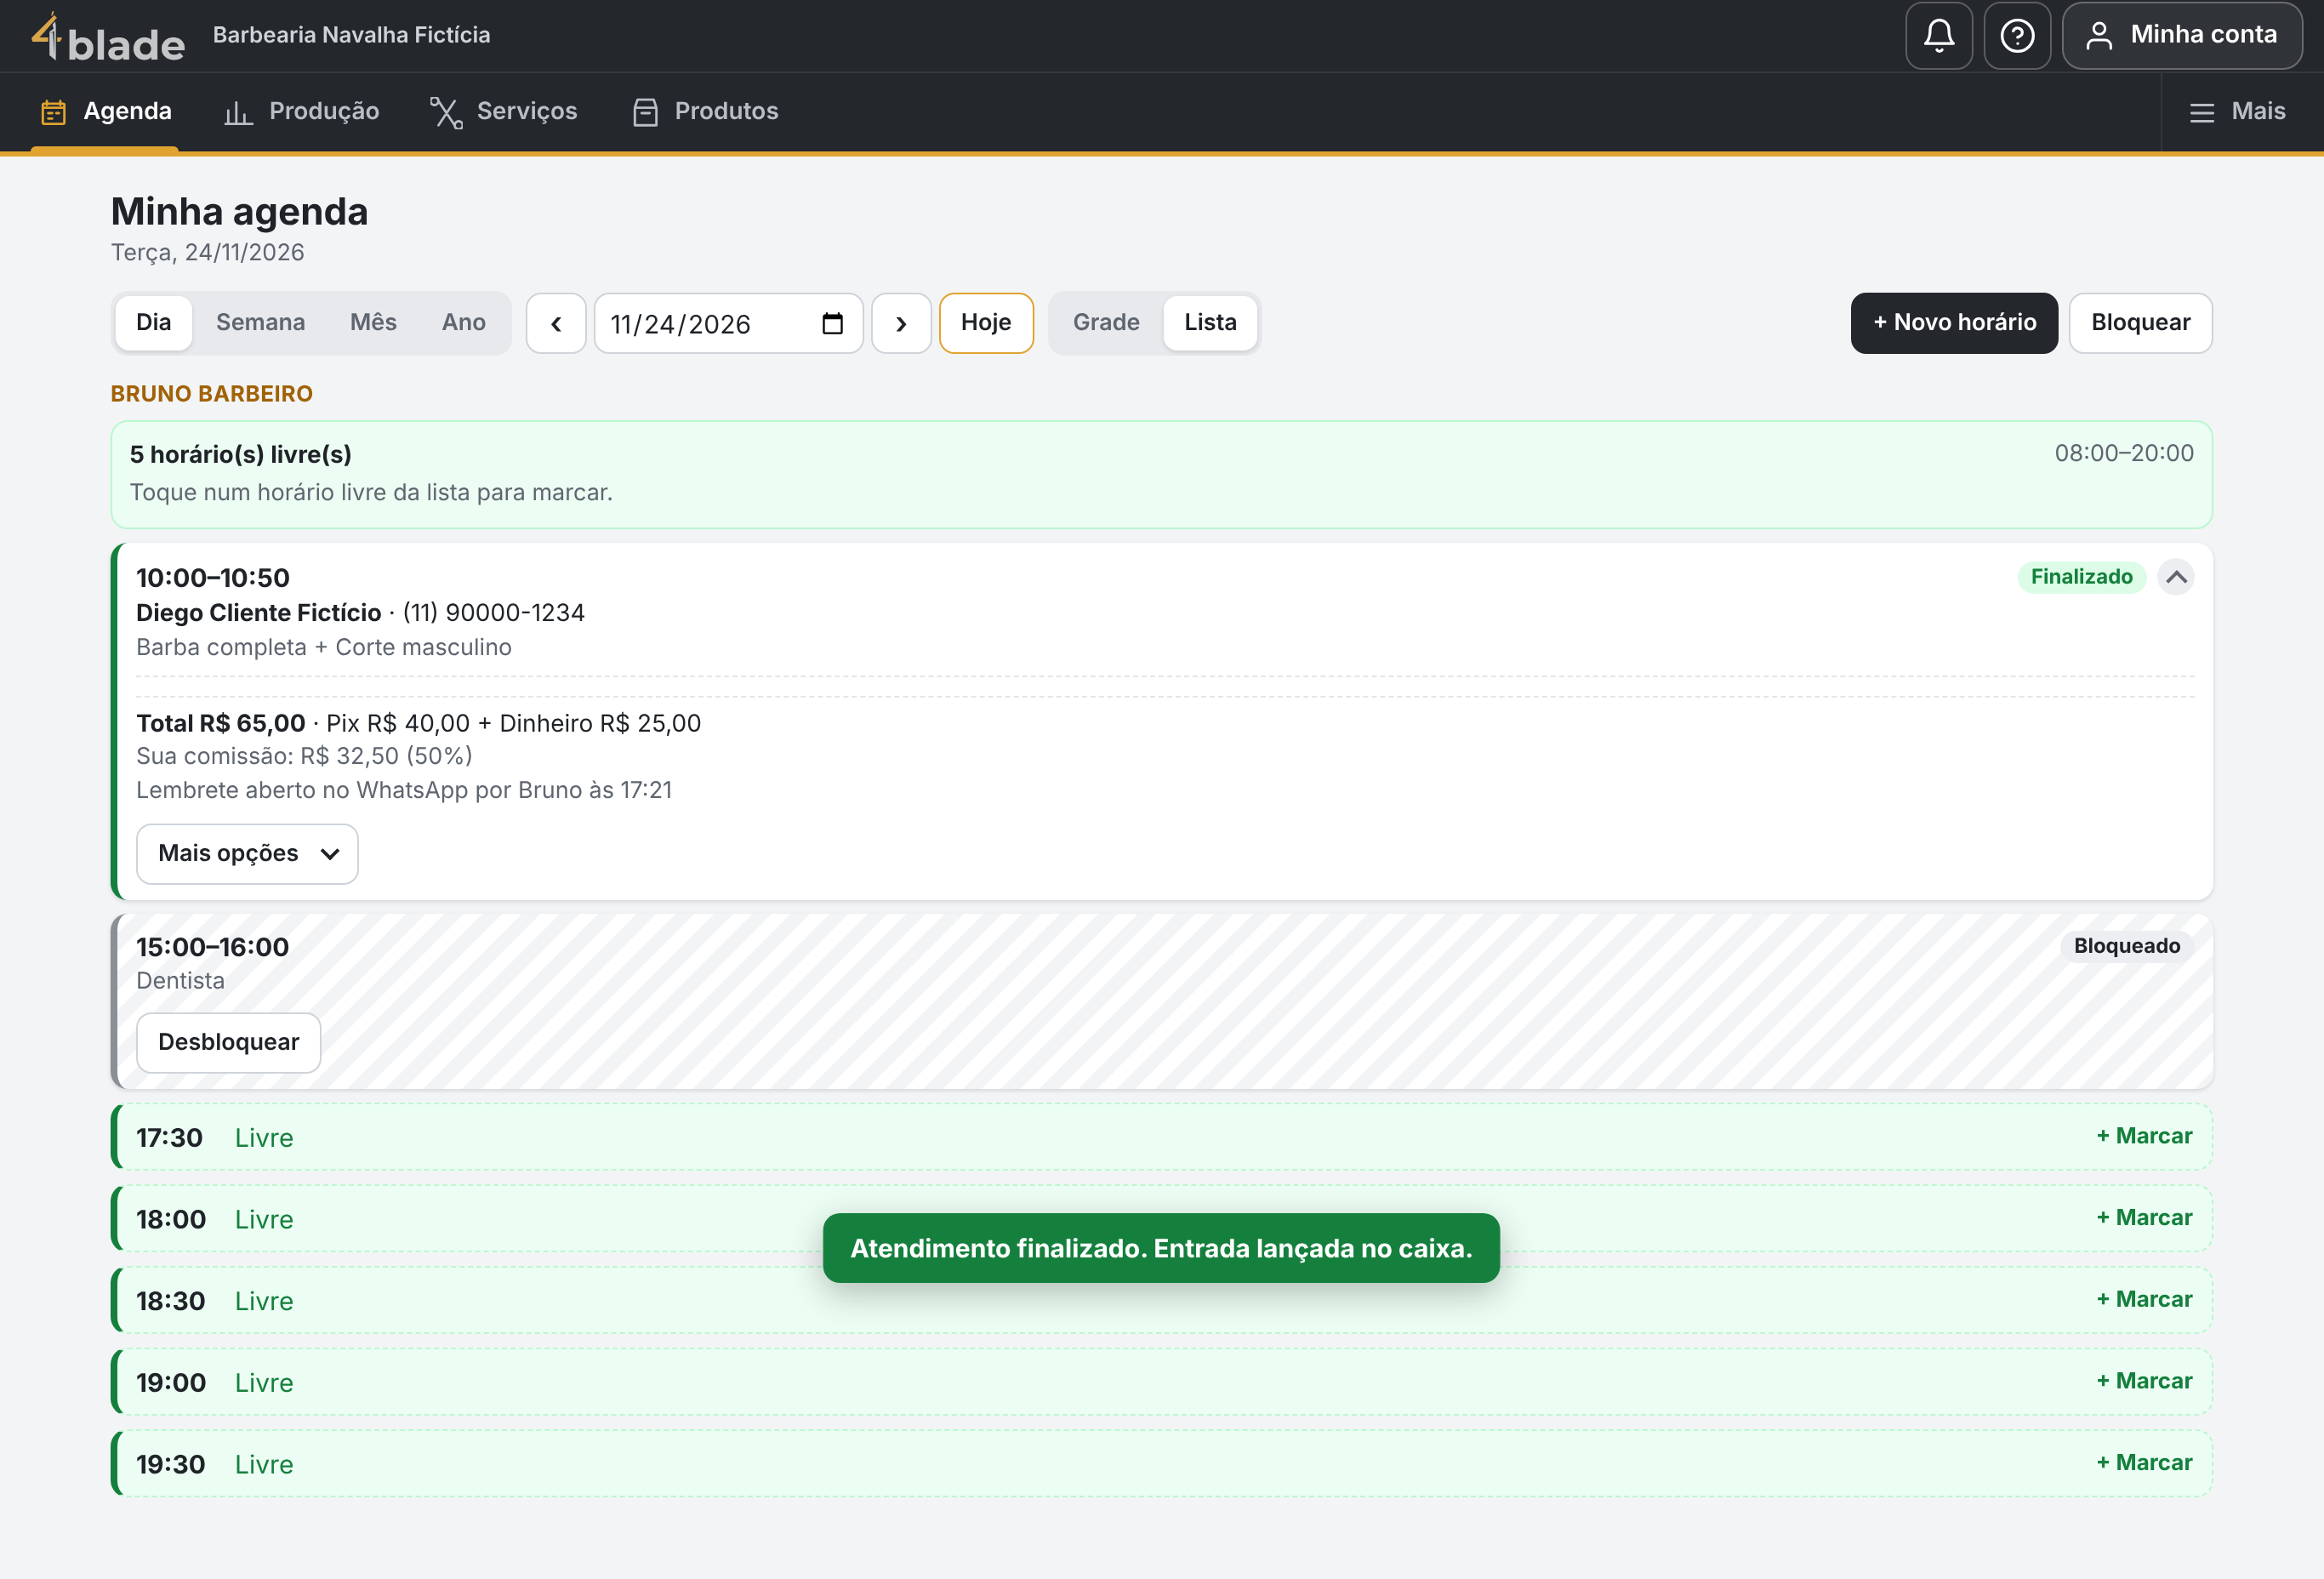 4blade
Barbearia Navalha Fictícia
Minha conta
Agenda
Produção
Serviços
Produtos
Mais
Minha agenda
Terça, 24/11/2026
Dia
Semana
Mês
Ano
11/24/2026
Hoje
Grade
Lista
+ Novo horário
Bloquear
BRUNO BARBEIRO
5 horário(s) livre(s)
08:00–20:00
Toque num horário livre da lista para marcar.
10:00–10:50
Finalizado
Diego Cliente Fictício · (11) 90000-1234
Barba completa + Corte masculino
Total R$ 65,00 · Pix R$ 40,00 + Dinheiro R$ 25,00
Sua comissão: R$ 32,50 (50%)
Lembrete aberto no WhatsApp por Bruno às 17:21
Mais opções
15:00–16:00
Bloqueado
Dentista
Desbloquear
17:30 Livre + Marcar
18:00 Livre + Marcar
Atendimento finalizado. Entrada lançada no caixa.
18:30 Livre + Marcar
19:00 Livre + Marcar
19:30 Livre + Marcar